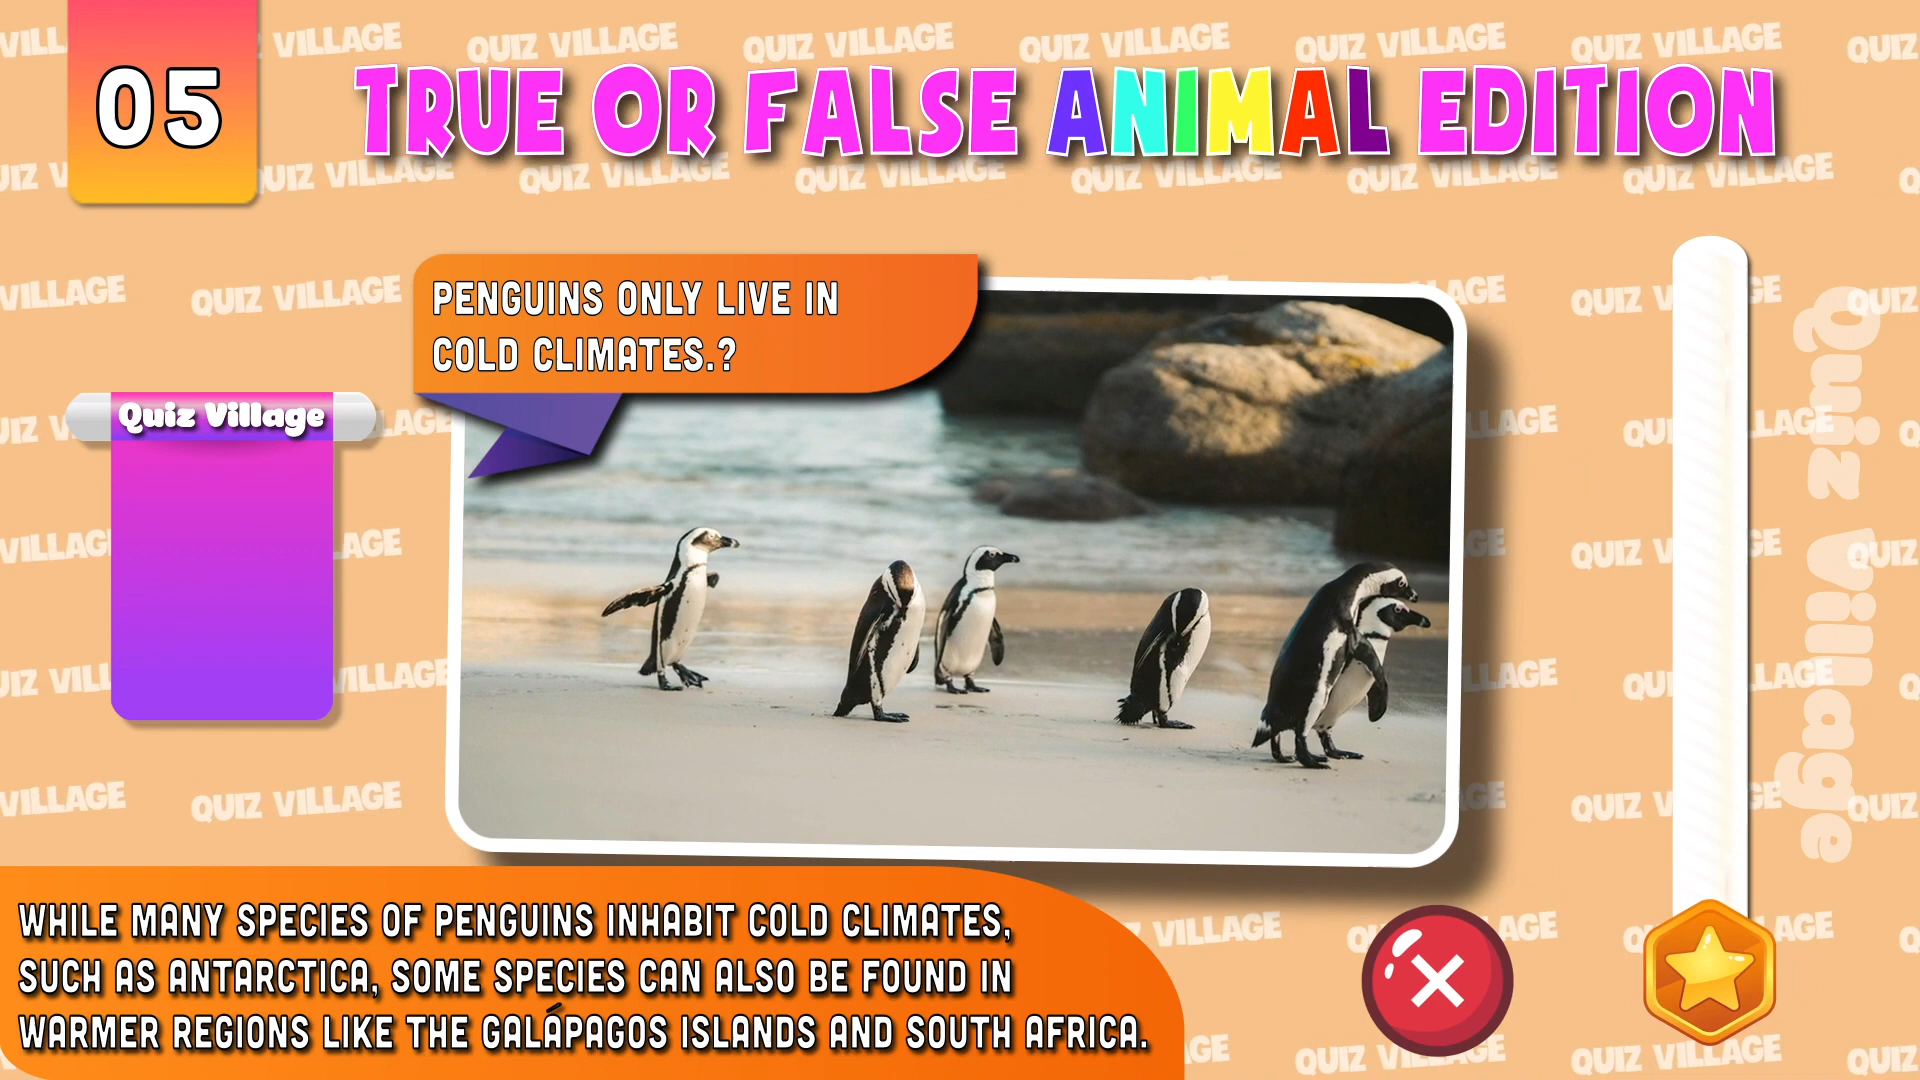 05
TRUE OR FALSE ANIMAL EDITION
PENGUINS ONLY LIVE IN
COLD CLIMATES.?
Quiz Village
Quiz Village
WHILE MANY SPECIES OF PENGUINS INHABIT COLD CLIMATES,
SUCH AS ANTARCTICA, SOME SPECIES CAN ALSO BE FOUND IN
WARMER REGIONS LIKE THE GALÁPAGOS ISLANDS AND SOUTH AFRICA.
QUIZ VILLAGE